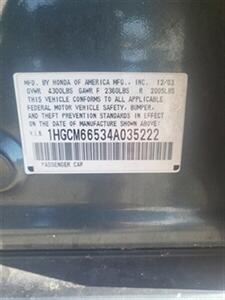 MFD. BY HONDA OF AMERICA MFG., INC. 12/03
GVWR 4300LBS GAWR F 2360LBS R 2005LBS
THIS VEHICLE CONFORMS TO ALL APPLICABLE
FEDERAL MOTOR VEHICLE SAFETY, BUMPER,
AND THEFT PREVENTION STANDARDS IN EFFECT
ON THE DATE OF MANUFACTURE SHOWN ABOVE.
V.I.N. 1HGCM66534A035222
PASSENGER CAR